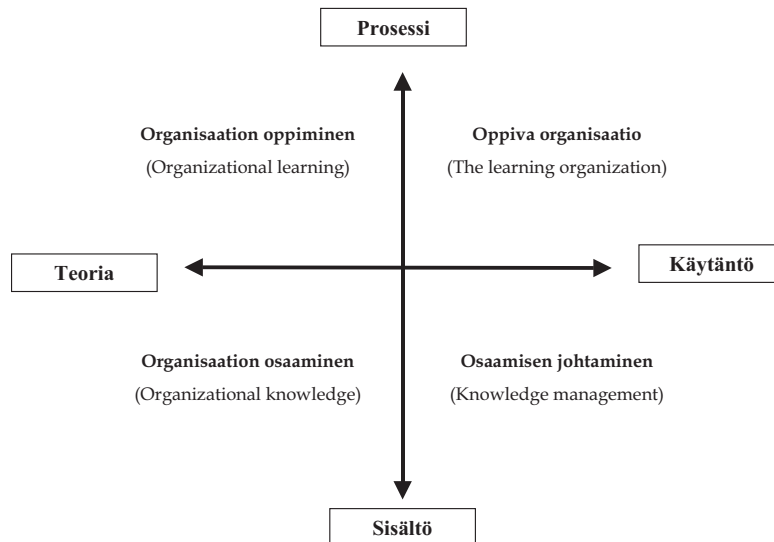 Prosessi
Organisaation oppiminen
(Organizational learning)
Oppiva organisaatio
(The learning organization)
Teoria
Käytäntö
Organisaation osaaminen
(Organizational knowledge)
Osaamisen johtaminen
(Knowledge management)
Sisältö